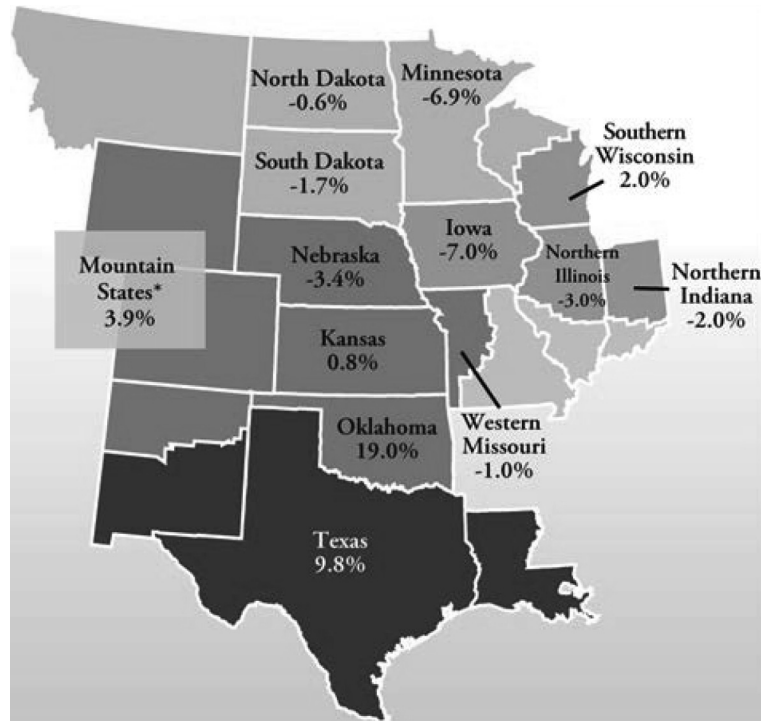 North Dakota
-0.6%
Minnesota
-6.9%
Southern
Wisconsin
2.0%
South Dakota
-1.7%
Iowa
-7.0%
Nebraska
-3.4%
Northern
Illinois
-3.0%
Northern
Indiana
-2.0%
Mountain
States*
3.9%
Kansas
0.8%
Western
Missouri
-1.0%
Oklahoma
19.0%
Texas
9.8%